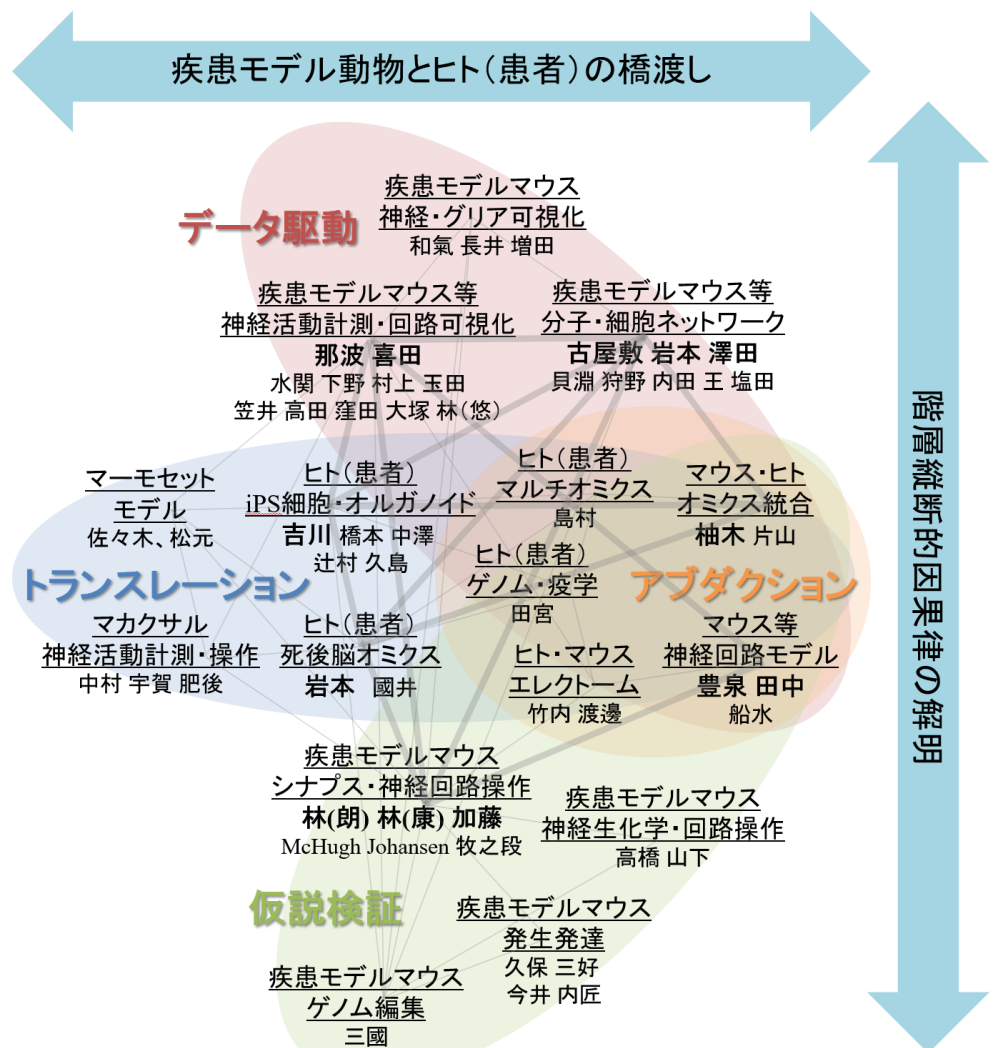 疾患モデル動物とヒト（患者）の橋渡し
階層縦断的因果律の解明
データ駆動
疾患モデルマウス
神経・グリア可視化
和氣 長井 増田
疾患モデルマウス等
神経活動計測・回路可視化
那波 喜田
水関 下野 村上 玉田
笠井 高田 窪田 大塚 林（悠）
疾患モデルマウス等
分子・細胞ネットワーク
古屋敷 岩本 澤田
貝淵 狩野 内田 王 塩田
マーモセット
モデル
佐々木、松元
ヒト（患者）
iPS細胞・オルガノイド
吉川 橋本 中澤
辻村 久島
ヒト（患者）
マルチオミクス
島村
マウス・ヒト
オミクス統合
柚木 片山
トランスレーション
ヒト（患者）
ゲノム・疫学
田宮
アブダクション
マカクサル
神経活動計測・操作
中村 宇賀 肥後
ヒト（患者）
死後脳オミクス
岩本 國井
ヒト・マウス
エレクトーム
竹内 渡邊
マウス等
神経回路モデル
豊泉 田中
船水
疾患モデルマウス
シナプス・神経回路操作
林(朗) 林(康) 加藤
McHugh Johansen 牧之段
疾患モデルマウス
神経生化学・回路操作
高橋 山下
仮説検証
疾患モデルマウス
発生発達
久保 三好
今井 内匠
疾患モデルマウス
ゲノム編集
三國